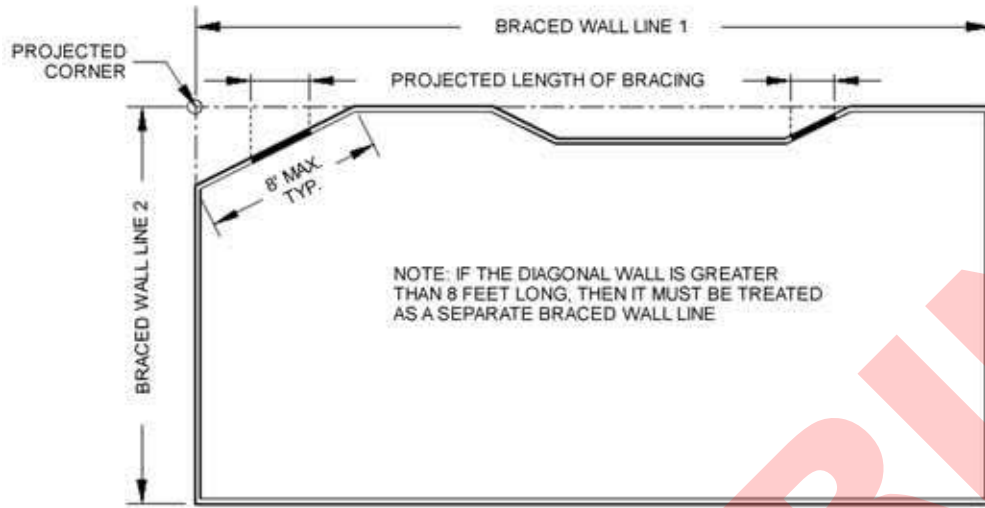 BRACED WALL LINE 1
PROJECTED
CORNER
PROJECTED LENGTH OF BRACING
8' MAX.
TYP.
BRACED WALL LINE 2
NOTE: IF THE DIAGONAL WALL IS GREATER
THAN 8 FEET LONG, THEN IT MUST BE TREATED
AS A SEPARATE BRACED WALL LINE